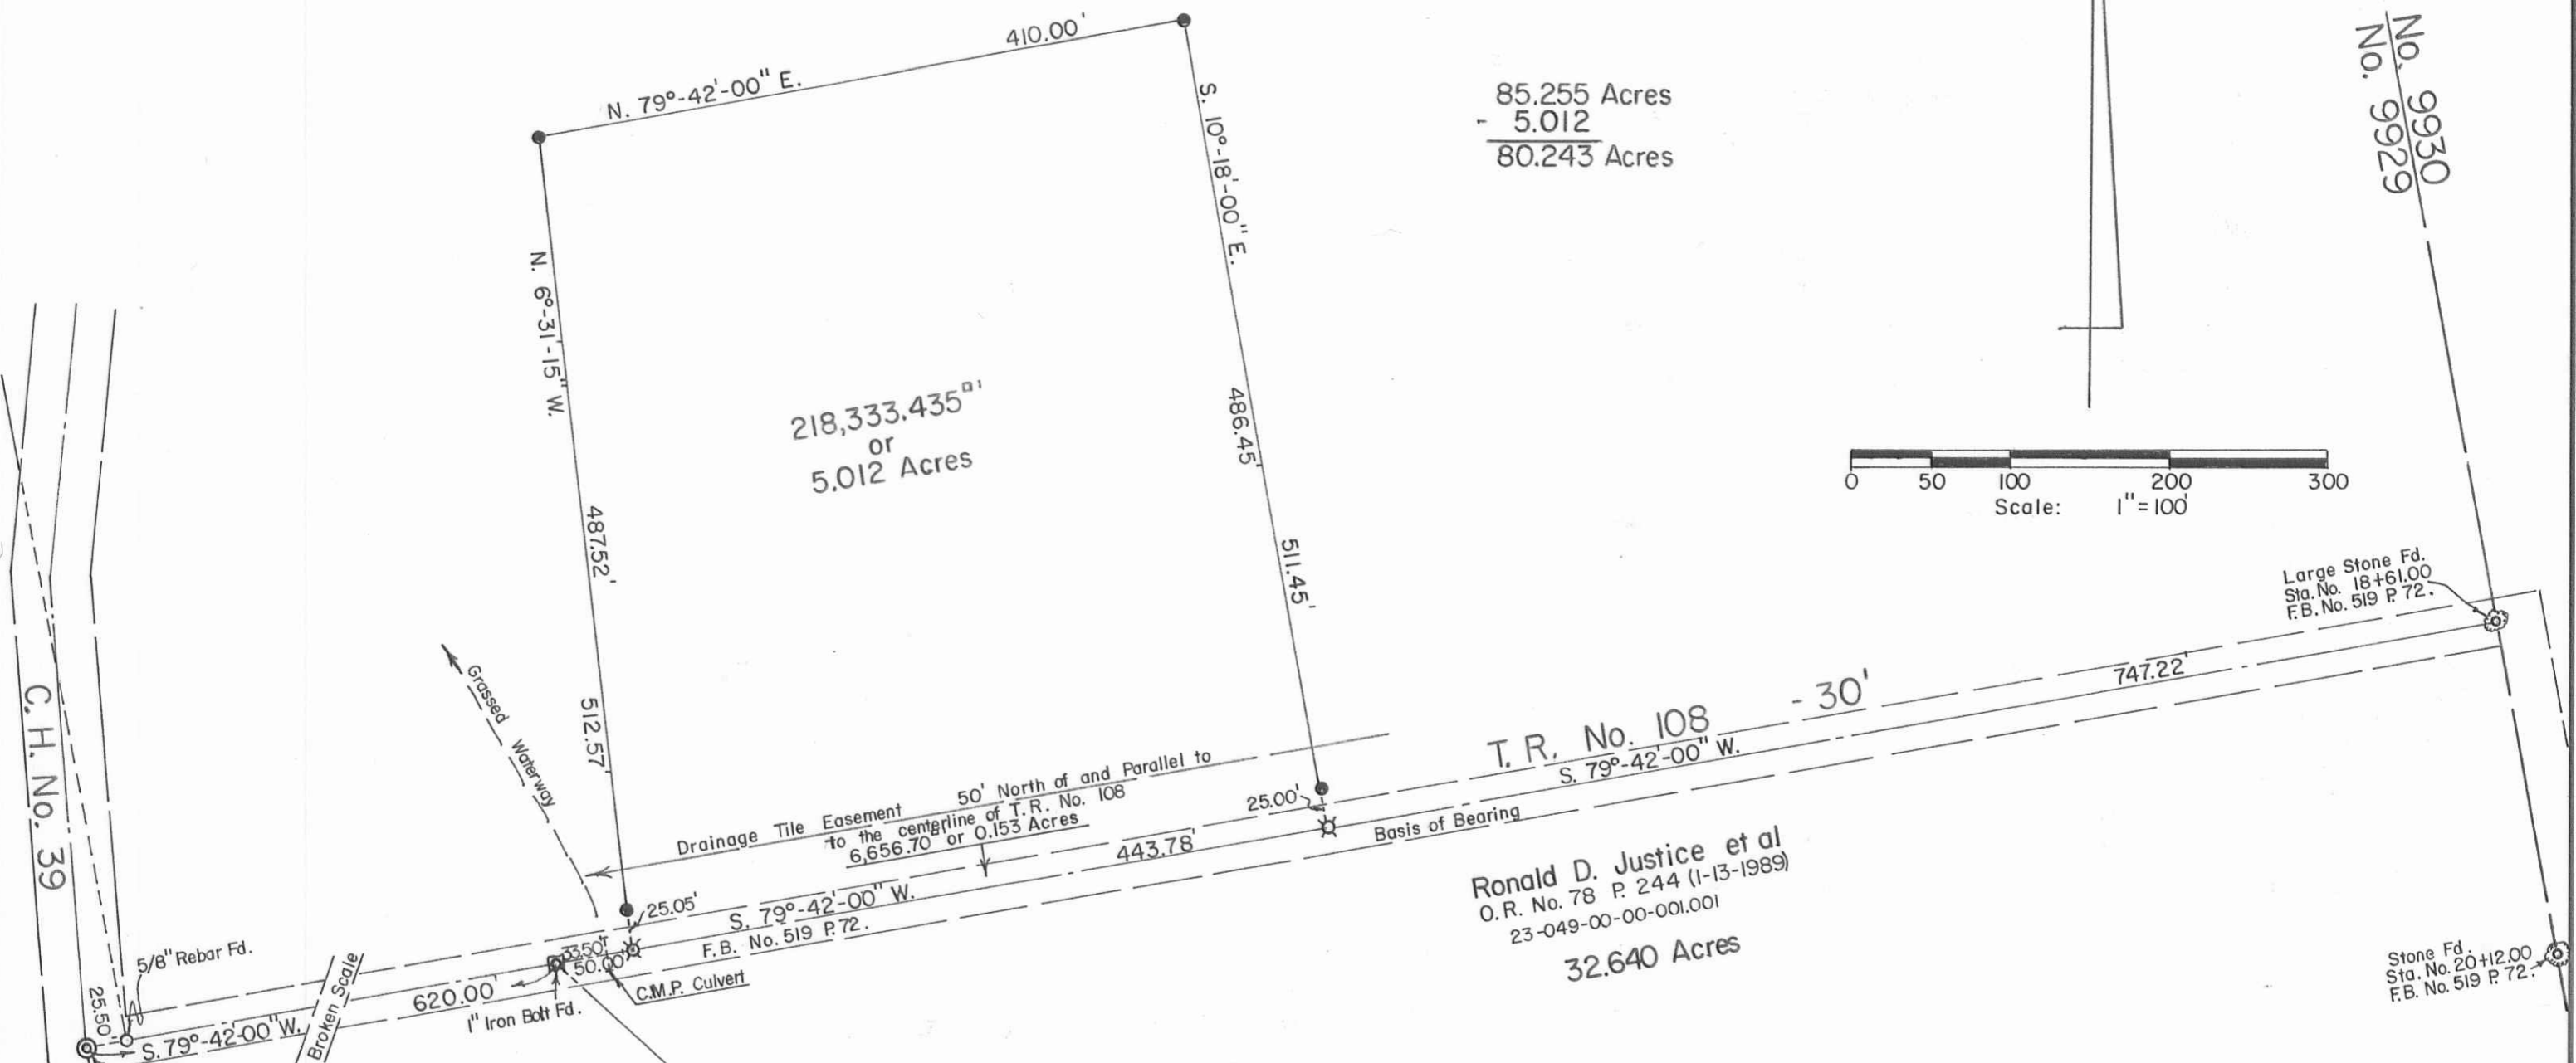 410.00'
N. 79°-42'-00" E.
S. 10°-18'-00" E.
85.255 Acres
- 5.012
80.243 Acres
No. 9930
No. 9929
N. 6°-31'-15" W.
218,333.435□'
or
5.012 Acres
486.45'
487.52'
511.45'
512.57'
0 50 100 200 300
Scale: 1"=100'
Large Stone Fd.
Sta. No. 18+61.00
F.B. No. 519 P. 72.
747.22'
T. R. No. 108 - 30'
S. 79°-42'-00" W.
Basis of Bearing
C. H. No. 39
Grassed Waterway
Drainage Tile Easement 50' North of and Parallel to
to the centerline of T.R. No. 108
6,656.70□' or 0.153 Acres
25.00'
443.78'
25.05'
S. 79°-42'-00" W.
F.B. No. 519 P. 72.
33.50'
50.00'
C.M.P. Culvert
Ronald D. Justice et al
O.R. No. 78 P. 244 (1-13-1989)
23-049-00-00-001.001
32.640 Acres
Stone Fd.
Sta. No. 20+12.00
F.B. No. 519 P. 72.
5/8" Rebar Fd.
25.50
S. 79°-42'-00" W.
Broken Scale
620.00'
1" Iron Bolt Fd.